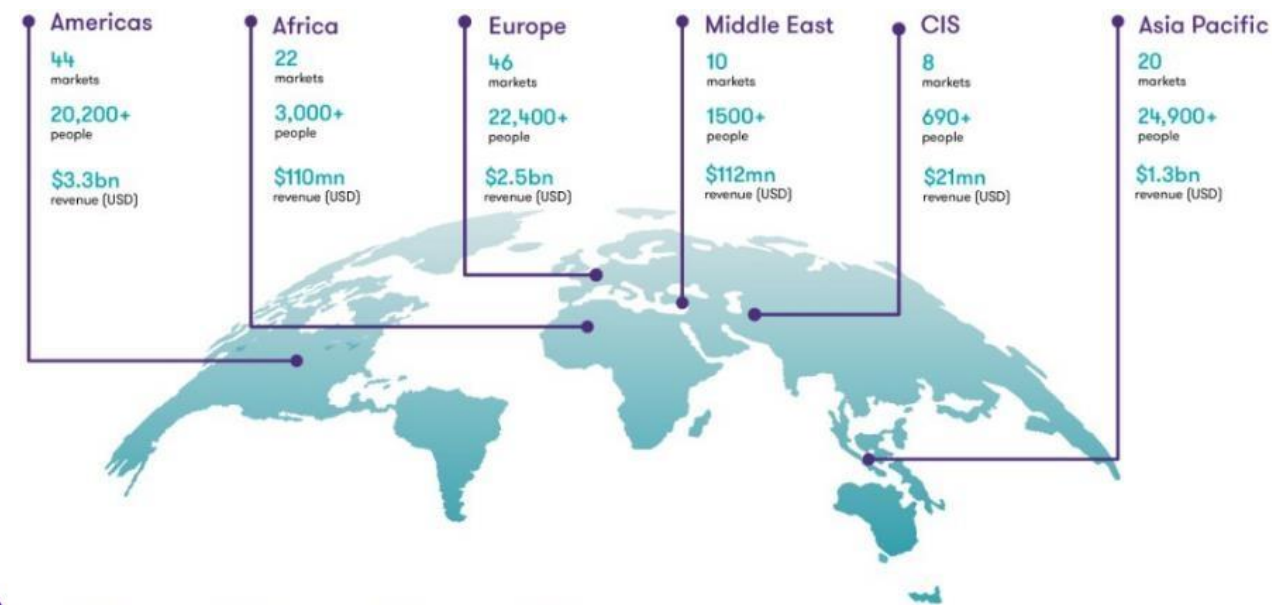 Americas
44
markets
20,200+
people
$3.3bn
revenue (USD)
Africa
22
markets
3,000+
people
$110mn
revenue (USD)
Europe
46
markets
22,400+
people
$2.5bn
revenue (USD)
Middle East
10
markets
1500+
people
$112mn
revenue (USD)
CIS
8
markets
690+
people
$21mn
revenue (USD)
Asia Pacific
20
markets
24,900+
people
$1.3bn
revenue (USD)